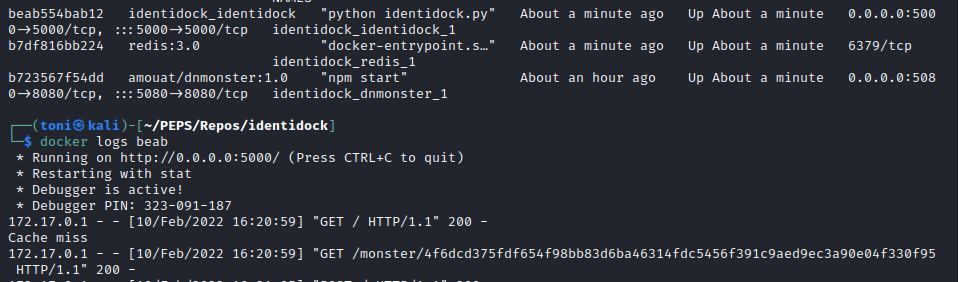 beab554bab12   identidock_identidock   "python identidock.py"   About a minute ago   Up About a minute   0.0.0.0:500
0→5000/tcp, :::5000→5000/tcp   identidock_identidock_1
b7df816bb224   redis:3.0               "docker-entrypoint.s…"   About a minute ago   Up About a minute   6379/tcp
identidock_redis_1
b723567f54dd   amouat/dnmonster:1.0    "npm start"              About an hour ago    Up About a minute   0.0.0.0:508
0→8080/tcp, :::5080→8080/tcp   identidock_dnmonster_1
┌──(toni㉿kali)-[~/PEPS/Repos/identidock]
└─$ docker logs beab
* Running on http://0.0.0.0:5000/ (Press CTRL+C to quit)
* Restarting with stat
* Debugger is active!
* Debugger PIN: 323-091-187
172.17.0.1 - - [10/Feb/2022 16:20:59] "GET / HTTP/1.1" 200 -
Cache miss
172.17.0.1 - - [10/Feb/2022 16:20:59] "GET /monster/4f6dcd375fdf654f98bb83d6ba46314fdc5456f391c9aed9ec3a90e04f330f95
HTTP/1.1" 200 -